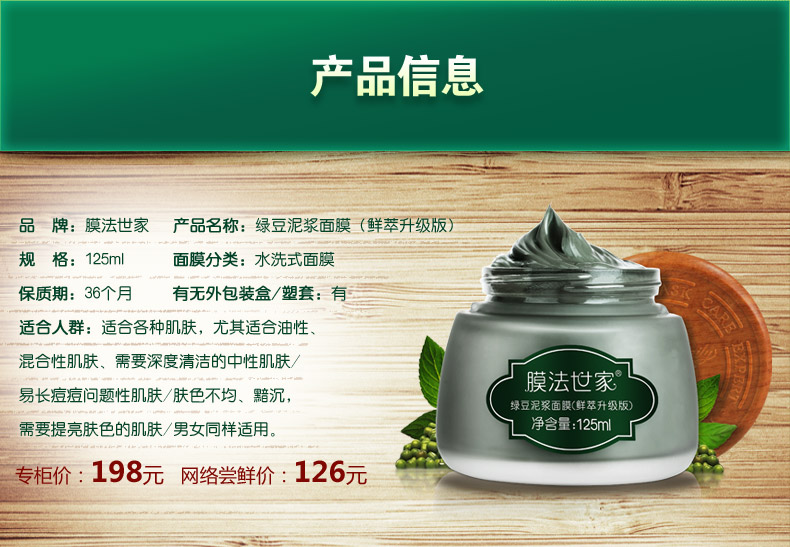 产品信息
品 牌：膜法世家 产品名称：绿豆泥浆面膜（鲜萃升级版）
规 格：125ml 面膜分类：水洗式面膜
保质期：36个月 有无外包装盒/塑套：有
适合人群：适合各种肌肤，尤其适合油性、
混合性肌肤、需要深度清洁的中性肌肤/
易长痘痘问题性肌肤/肤色不均、黯沉，
需要提亮肤色的肌肤/男女同样适用。
专柜价：198元 网络尝鲜价：126元
膜法世家®
绿豆泥浆面膜(鲜萃升级版)
净含量:125ml